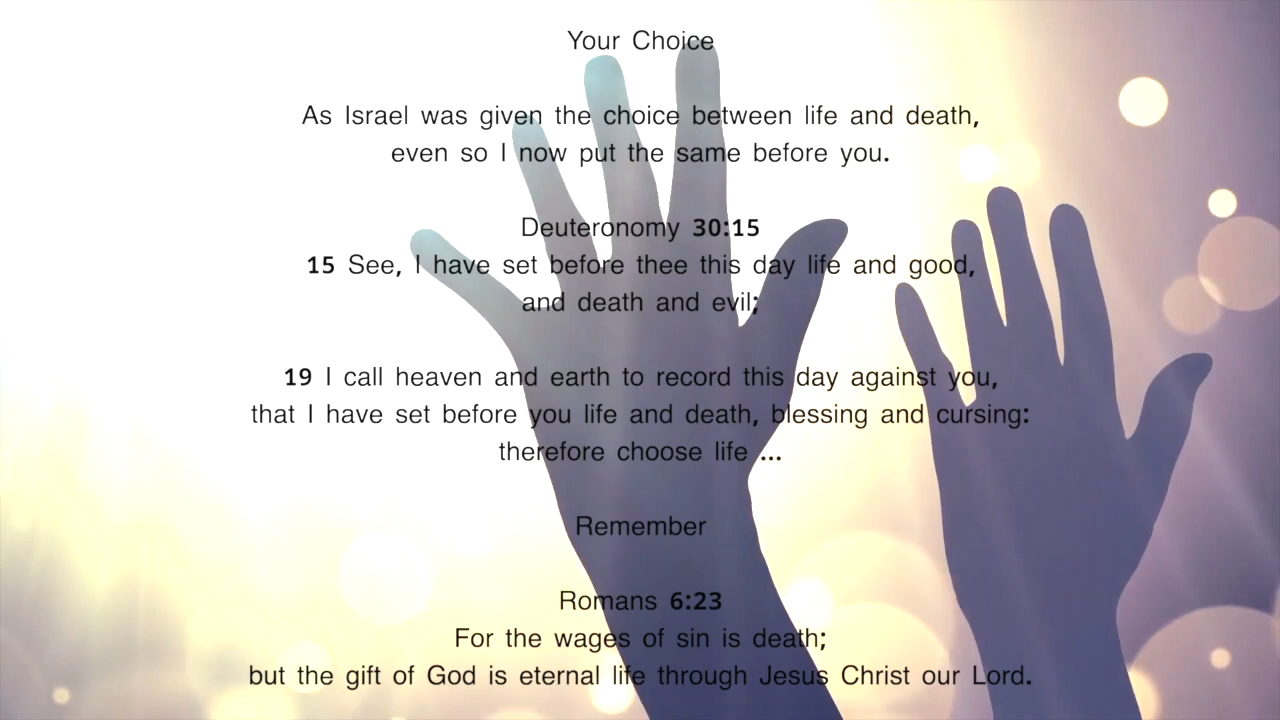 Your Choice
As Israel was given the choice between life and death,
even so I now put the same before you.
Deuteronomy 30:15
15 See, I have set before thee this day life and good,
and death and evil;
19 I call heaven and earth to record this day against you,
that I have set before you life and death, blessing and cursing:
therefore choose life ...
Remember
Romans 6:23
For the wages of sin is death;
but the gift of God is eternal life through Jesus Christ our Lord.